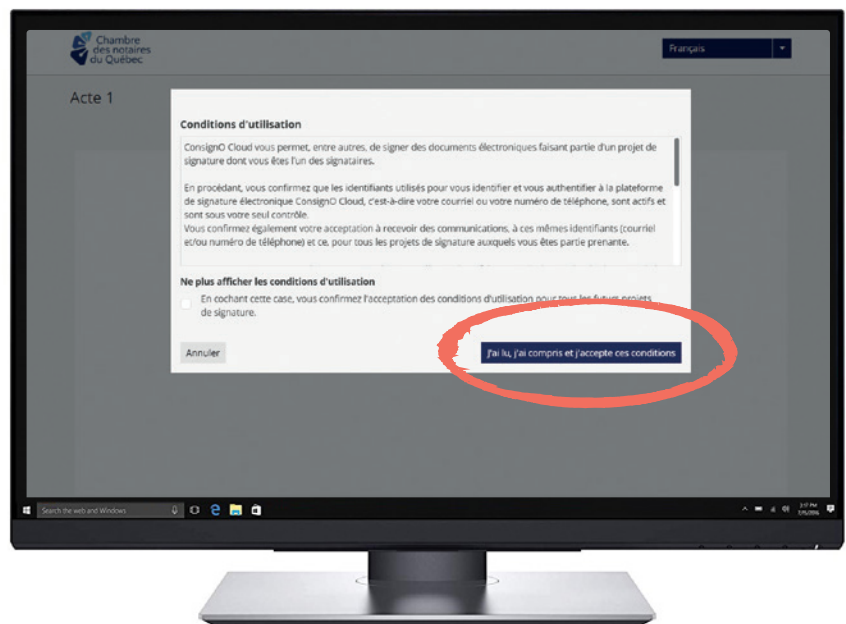 Chambre
des notaires
du Québec
Français
Acte 1
Conditions d'utilisation
ConsignO Cloud vous permet, entre autres, de signer des documents électroniques faisant partie d'un projet de
signature dont vous êtes l'un des signataires.
En procédant, vous confirmez que les identifiants utilisés pour vous identifier et vous authentifier à la plateforme
de signature électronique ConsignO Cloud, c'est-à-dire votre courriel ou votre numéro de téléphone, sont actifs et
sont sous votre seul contrôle.
Vous confirmez également votre acceptation à recevoir des communications, à ces mêmes identifiants (courriel
et/ou numéro de téléphone) et ce, pour tous les projets de signature auxquels vous êtes partie prenante.
Ne plus afficher les conditions d'utilisation
En cochant cette case, vous confirmez l'acceptation des conditions d'utilisation pour tous les futurs projets
de signature.
Annuler
J'ai lu, j'ai compris et j'accepte ces conditions
Search the web and Windows